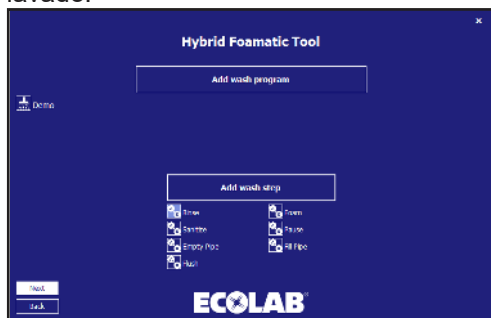 ×
Hybrid Foamatic Tool
Add wash program
Demo
Add wash step
Rinse Foam
Sanitize Pause
Empty Pipe Fill Pipe
Flush
Next
Back
ECOLAB®